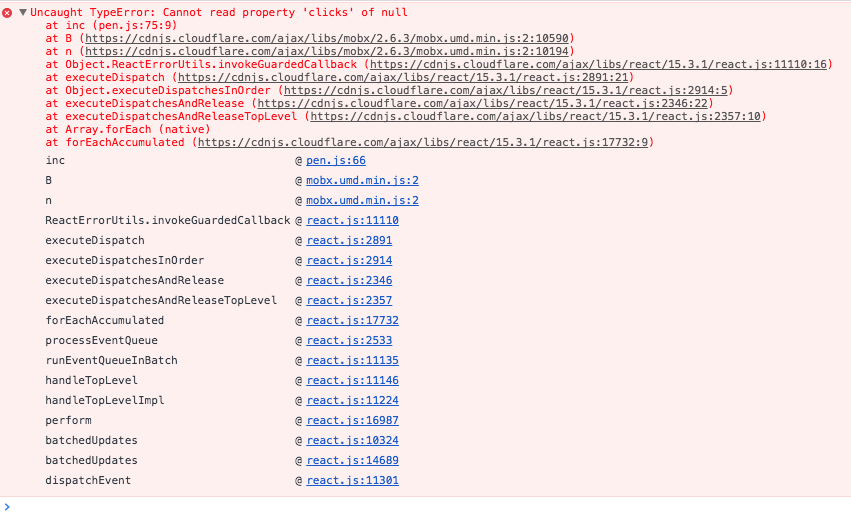 Uncaught TypeError: Cannot read property 'clicks' of null
at inc (pen.js:75:9)
at B (https://cdnjs.cloudflare.com/ajax/libs/mobx/2.6.3/mobx.umd.min.js:2:10590)
at n (https://cdnjs.cloudflare.com/ajax/libs/mobx/2.6.3/mobx.umd.min.js:2:10194)
at Object.ReactErrorUtils.invokeGuardedCallback (https://cdnjs.cloudflare.com/ajax/libs/react/15.3.1/react.js:11110:16)
at executeDispatch (https://cdnjs.cloudflare.com/ajax/libs/react/15.3.1/react.js:2891:21)
at Object.executeDispatchesInOrder (https://cdnjs.cloudflare.com/ajax/libs/react/15.3.1/react.js:2914:5)
at executeDispatchesAndRelease (https://cdnjs.cloudflare.com/ajax/libs/react/15.3.1/react.js:2346:22)
at executeDispatchesAndReleaseTopLevel (https://cdnjs.cloudflare.com/ajax/libs/react/15.3.1/react.js:2357:10)
at Array.forEach (native)
at forEachAccumulated (https://cdnjs.cloudflare.com/ajax/libs/react/15.3.1/react.js:17732:9)
inc @ pen.js:66
B @ mobx.umd.min.js:2
n @ mobx.umd.min.js:2
ReactErrorUtils.invokeGuardedCallback @ react.js:11110
executeDispatch @ react.js:2891
executeDispatchesInOrder @ react.js:2914
executeDispatchesAndRelease @ react.js:2346
executeDispatchesAndReleaseTopLevel @ react.js:2357
forEachAccumulated @ react.js:17732
processEventQueue @ react.js:2533
runEventQueueInBatch @ react.js:11135
handleTopLevel @ react.js:11146
handleTopLevelImpl @ react.js:11224
perform @ react.js:16987
batchedUpdates @ react.js:10324
batchedUpdates @ react.js:14689
dispatchEvent @ react.js:11301